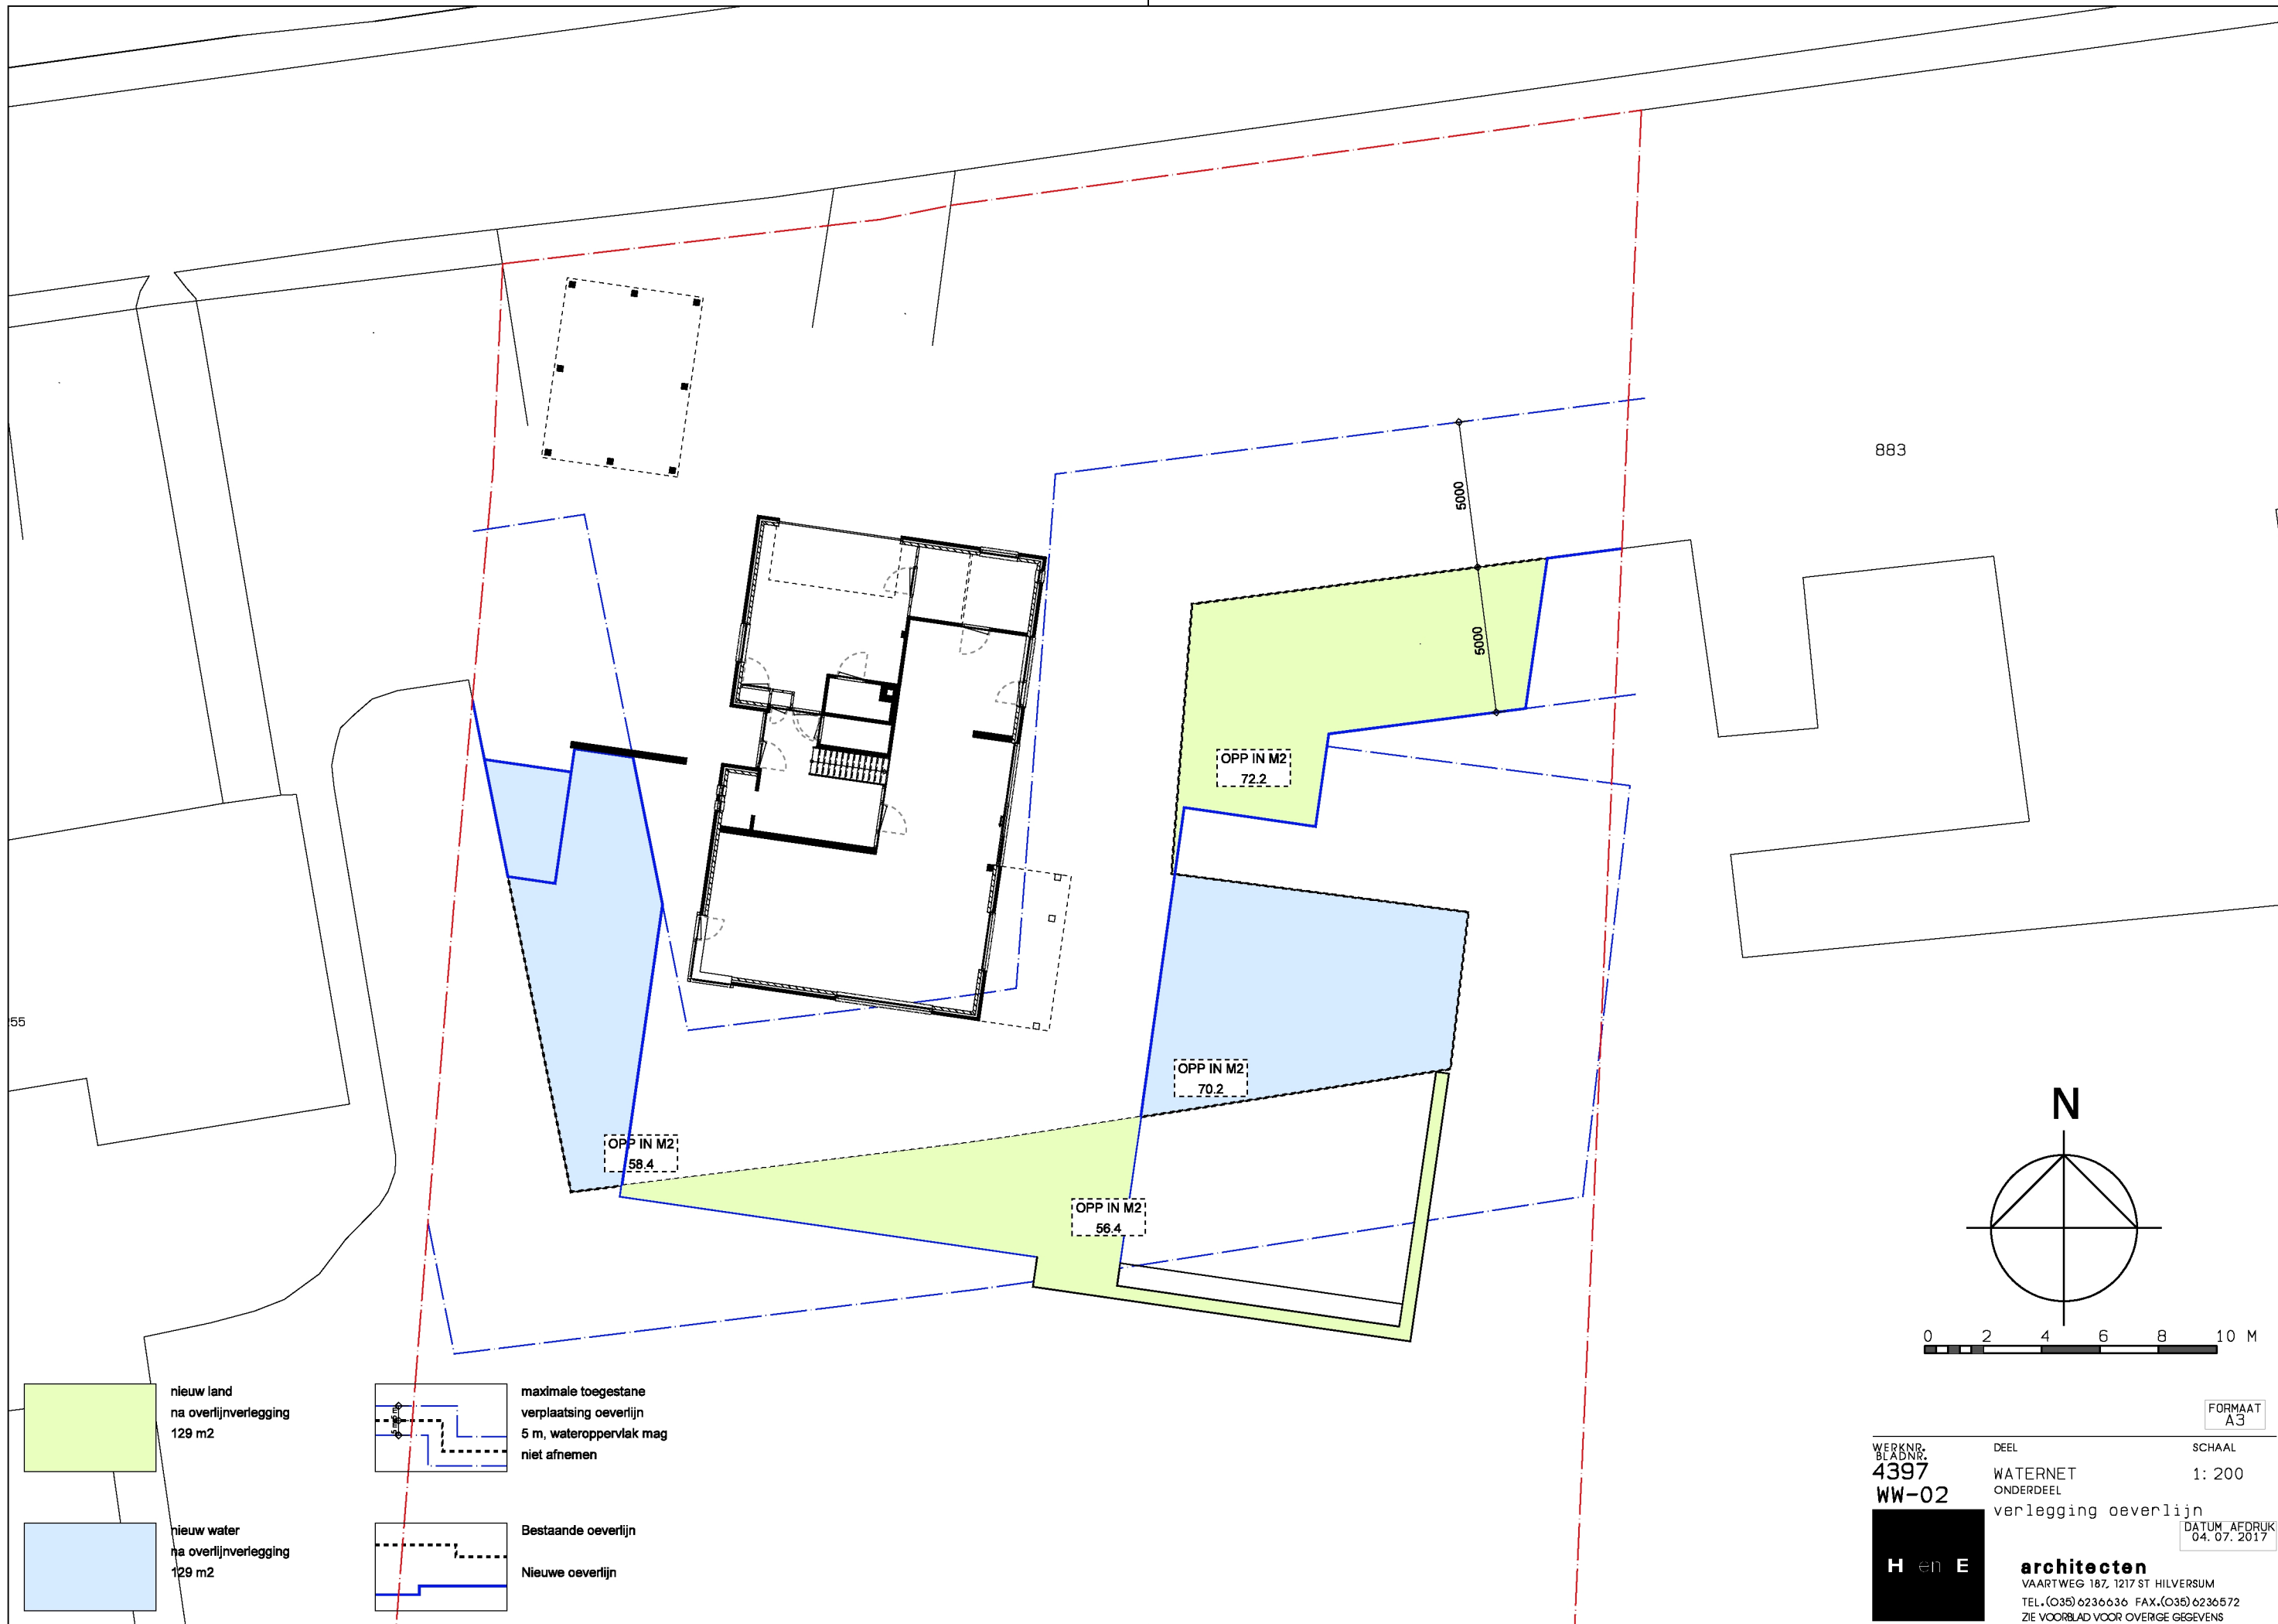 883
5000
5000
OPP IN M2
72.2
OPP IN M2
70.2
OPP IN M2
58.4
OPP IN M2
56.4
55
N
0 2 4 6 8 10 M
nieuw land
na overlijnverlegging
129 m2
maximale toegestane
verplaatsing oeverlijn
5 m, wateroppervlak mag
niet afnemen
nieuw water
na overlijnverlegging
129 m2
Bestaande oeverlijn
Nieuwe oeverlijn
FORMAAT
A3
WERKNR. DEEL SCHAAL
BLADNR.
4397 WATERNET 1: 200
WW-02 ONDERDEEL
verlegging oeverlijn
DATUM AFDRUK
04.07.2017
H en E
architecten
VAARTWEG 187, 1217 ST HILVERSUM
TEL.(035)6236636 FAX.(035)6236572
ZIE VOORBLAD VOOR OVERIGE GEGEVENS